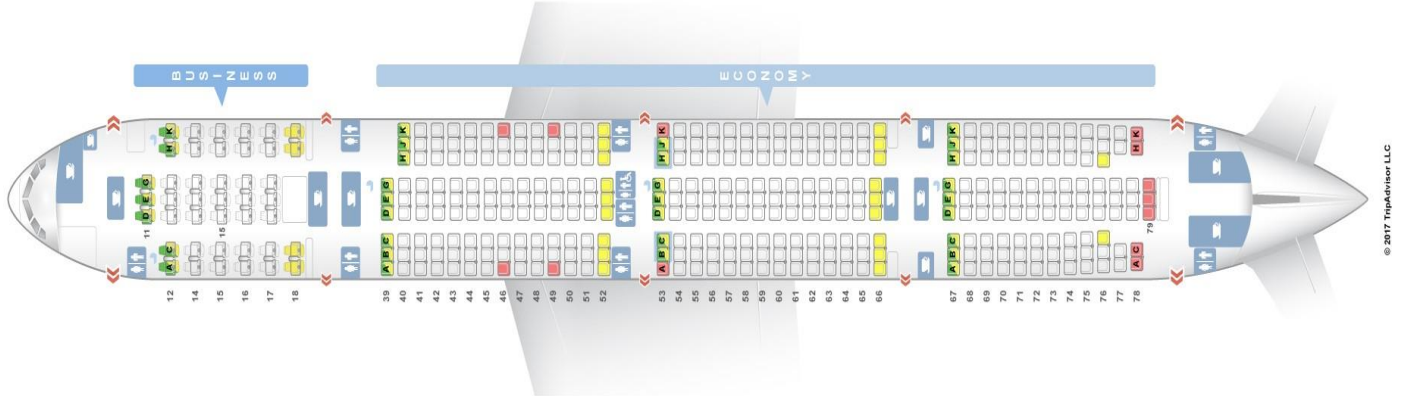 BUSINESS
ECONOMY
K H
G E D
C A
K J H
G E D
C B A
K J H
G E D
C B A
K J H
G E D
C B A
K H
C A
11 12 14 15 15 16 17 18 39 40 41 42 43 44 45 46 47 48 49 50 51 52 53 54 55 56 57 58 59 60 61 62 63 64 65 66 67 68 69 70 71 72 73 74 75 76 77 78 79
© 2017 TripAdvisor LLC